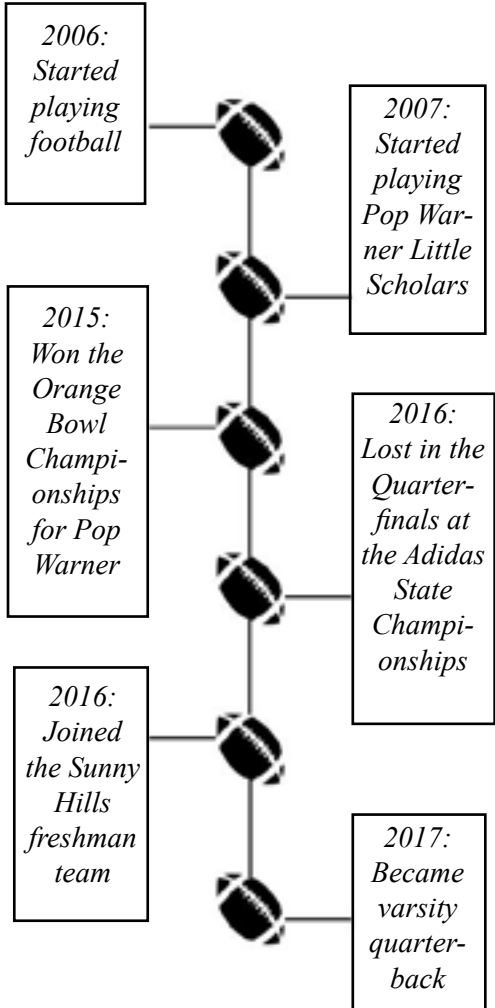 2006:
Started
playing
football
2007:
Started
playing
Pop War-
ner Little
Scholars
2015:
Won the
Orange
Bowl
Champi-
onships
for Pop
Warner
2016:
Lost in the
Quarter-
finals at
the Adidas
State
Champi-
onships
2016:
Joined
the Sunny
Hills
freshman
team
2017:
Became
varsity
quarter-
back